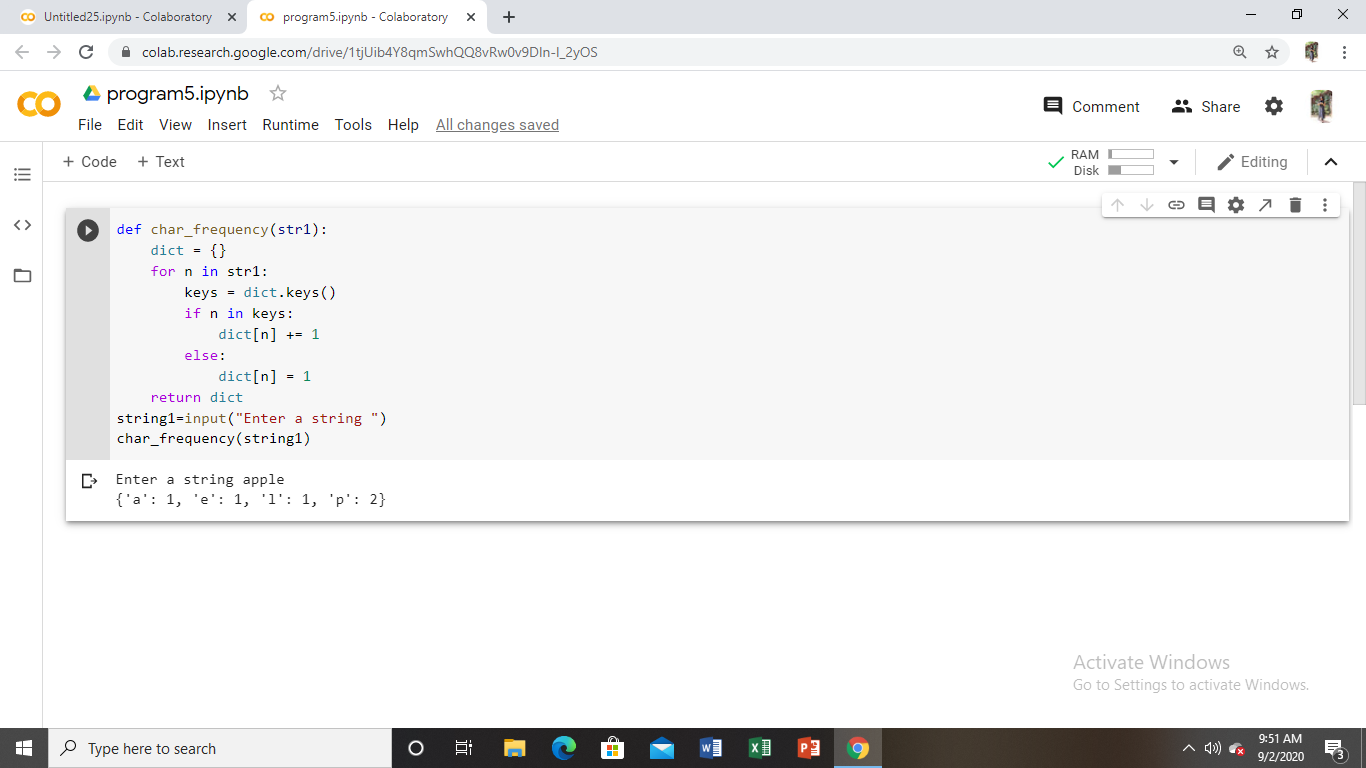 Untitled25.ipynb - Colaboratory
program5.ipynb - Colaboratory
colab.research.google.com/drive/1tjUib4Y8qmSwhQQ8vRw0v9DIn-I_2yOS
program5.ipynb
Comment
Share
File Edit View Insert Runtime Tools Help All changes saved
+ Code + Text
RAM
Disk
Editing
def char_frequency(str1):
    dict = {}
    for n in str1:
        keys = dict.keys()
        if n in keys:
            dict[n] += 1
        else:
            dict[n] = 1
    return dict
string1=input("Enter a string ")
char_frequency(string1)
Enter a string apple
{'a': 1, 'e': 1, 'l': 1, 'p': 2}
Activate Windows
Go to Settings to activate Windows.
Type here to search
9:51 AM
9/2/2020
3